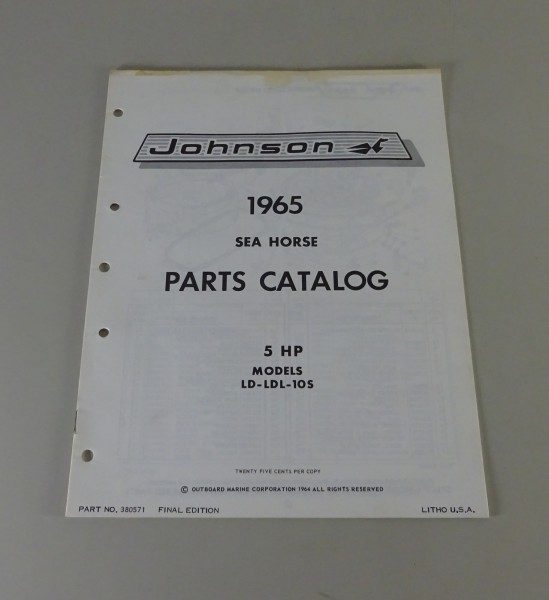 Johnson
1965
SEA HORSE
PARTS CATALOG
5 HP
MODELS
LD-LDL-10S
TWENTY FIVE CENTS PER COPY
© OUTBOARD MARINE CORPORATION 1964 ALL RIGHTS RESERVED
PART NO. 380571 FINAL EDITION LITHO U.S.A.